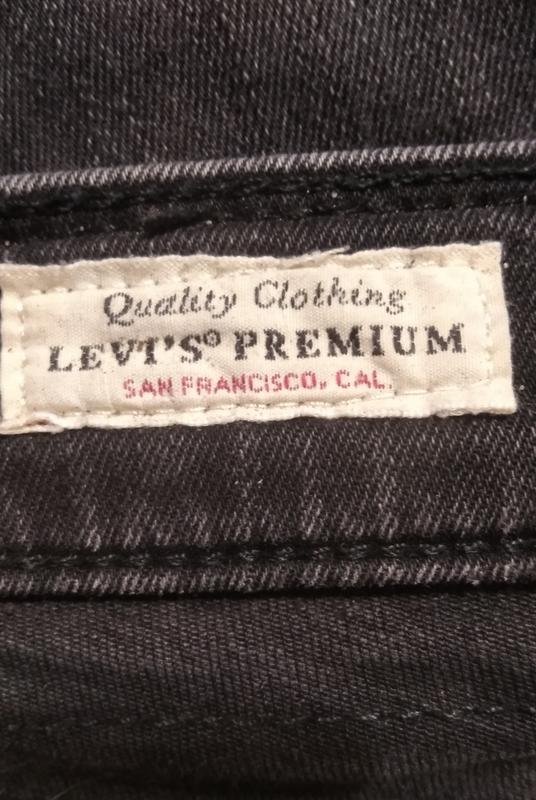 Quality Clothing
LEVI'S® PREMIUM
SAN FRANCISCO, CAL.